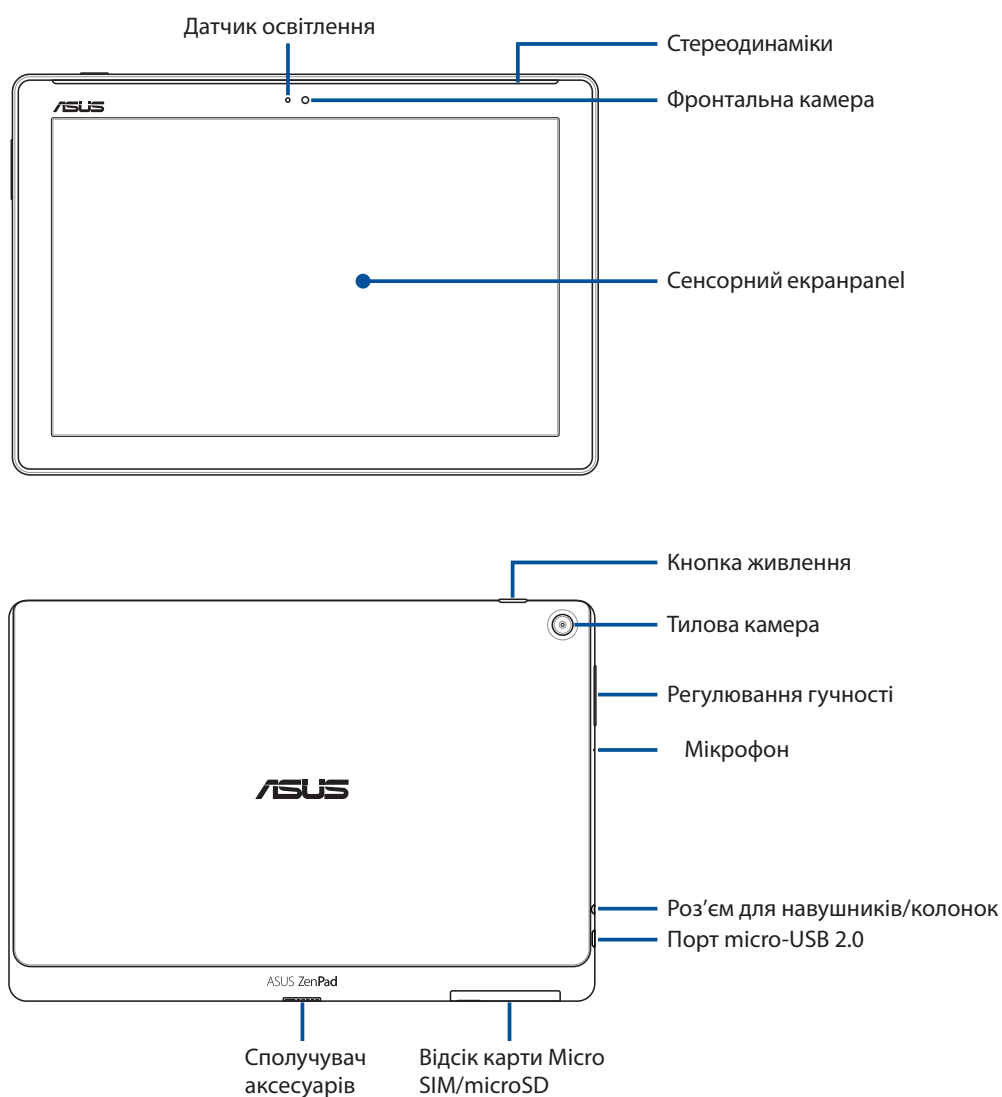 Датчик освітлення
Стереодинаміки
Фронтальна камера
ASUS
Сенсорний екранpanel
Кнопка живлення
Тилова камера
Регулювання гучності
Мікрофон
ASUS
Роз’єм для навушників/колонок
Порт micro-USB 2.0
ASUS ZenPad
Сполучувач
аксесуарів
Відсік карти Micro
SIM/microSD